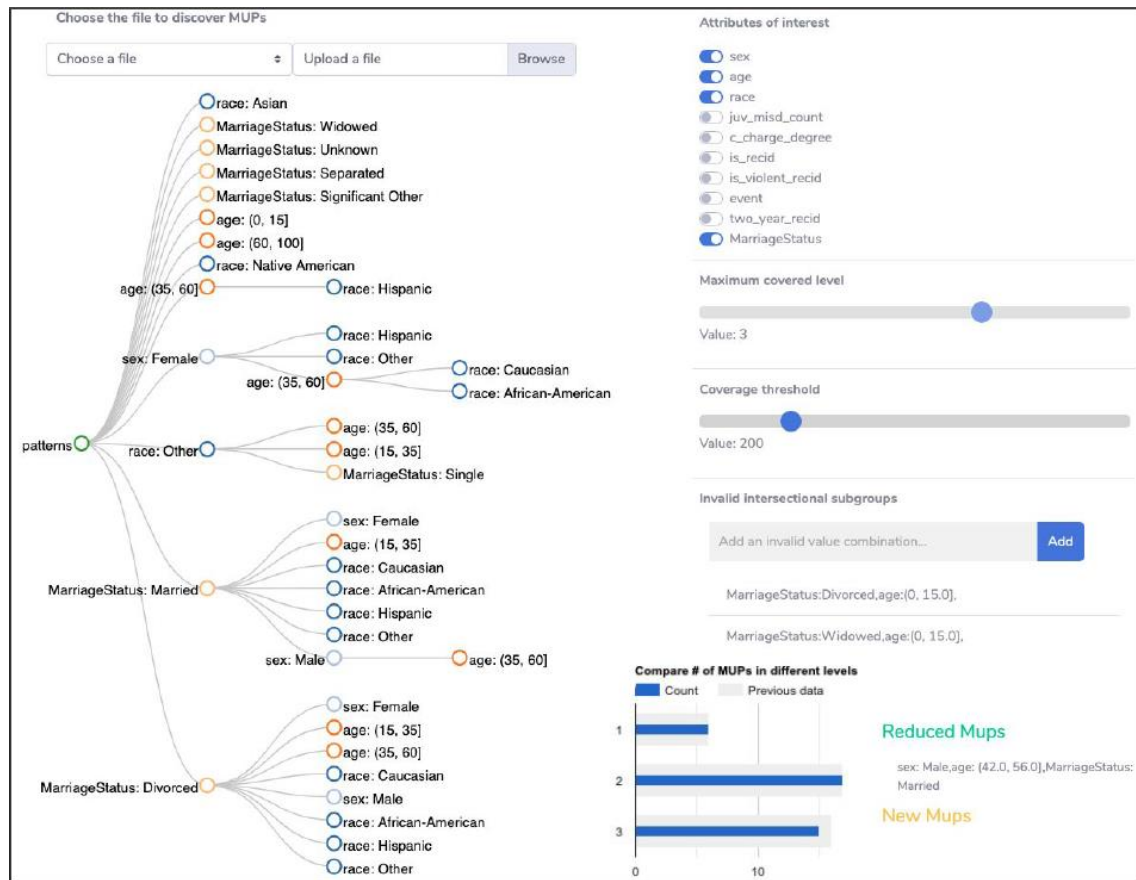 Choose the file to discover MUPs
Choose a file
Upload a file
Browse
race: Asian
MarriageStatus: Widowed
MarriageStatus: Unknown
MarriageStatus: Separated
MarriageStatus: Significant Other
age: (0, 15]
age: (60, 100]
race: Native American
age: (35, 60]
race: Hispanic
sex: Female
race: Hispanic
race: Other
age: (35, 60]
race: Caucasian
race: African-American
patterns
race: Other
age: (35, 60]
age: (15, 35]
MarriageStatus: Single
MarriageStatus: Married
sex: Female
age: (15, 35]
race: Caucasian
race: African-American
race: Hispanic
race: Other
sex: Male
age: (35, 60]
MarriageStatus: Divorced
sex: Female
age: (15, 35]
age: (35, 60]
race: Caucasian
sex: Male
race: African-American
race: Hispanic
race: Other
Attributes of interest
sex
age
race
juv_misd_count
c_charge_degree
is_recid
is_violent_recid
event
two_year_recid
MarriageStatus
Maximum covered level
Value: 3
Coverage threshold
Value: 200
Invalid intersectional subgroups
Add an invalid value combination...
Add
MarriageStatus:Divorced,age:(0, 15.0],
MarriageStatus:Widowed,age:(0, 15.0],
Compare # of MUPs in different levels
Count
Previous data
1
2
3
0
10
Reduced Mups
sex: Male,age: (42.0, 56.0],MarriageStatus:
Married
New Mups